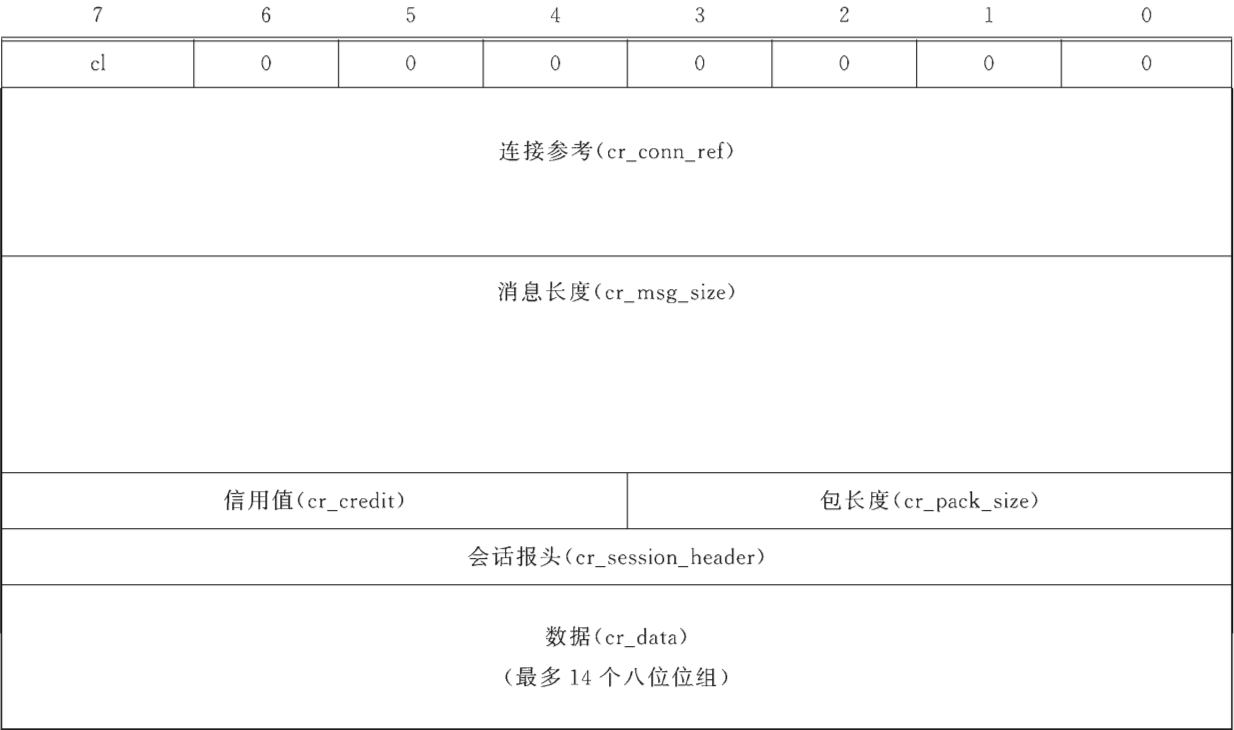 7 6 5 4 3 2 1 0
cl 0 0 0 0 0 0 0
连接参考(cr_conn_ref)
消息长度(cr_msg_size)
信用值(cr_credit) 包长度(cr_pack_size)
会话报头(cr_session_header)
数据(cr_data)
(最多 14 个八位位组)